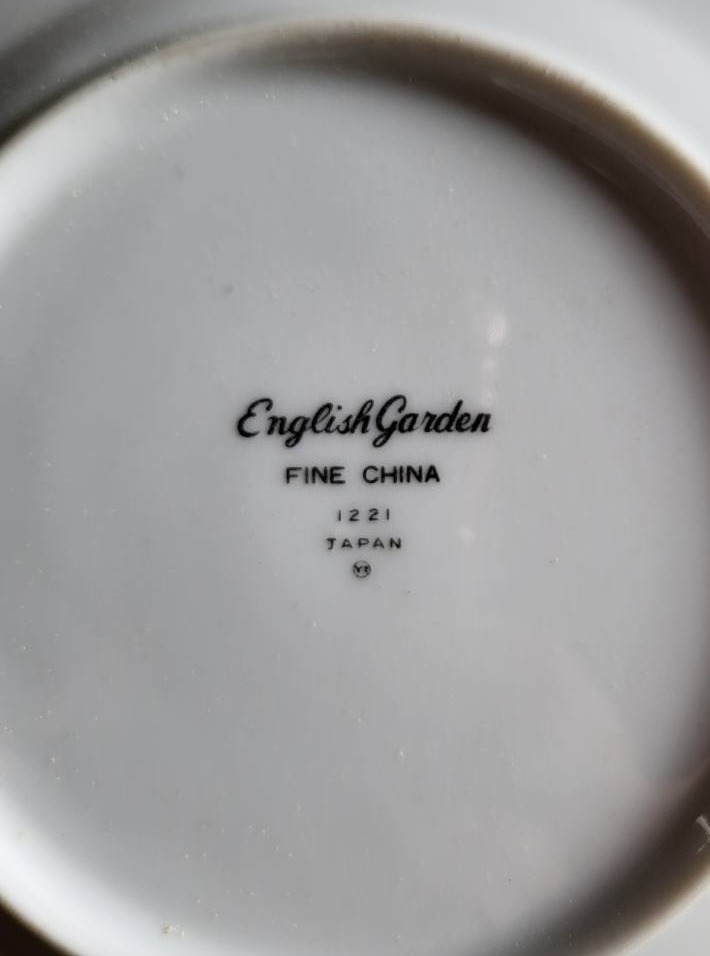 English Garden
FINE CHINA
1221
JAPAN